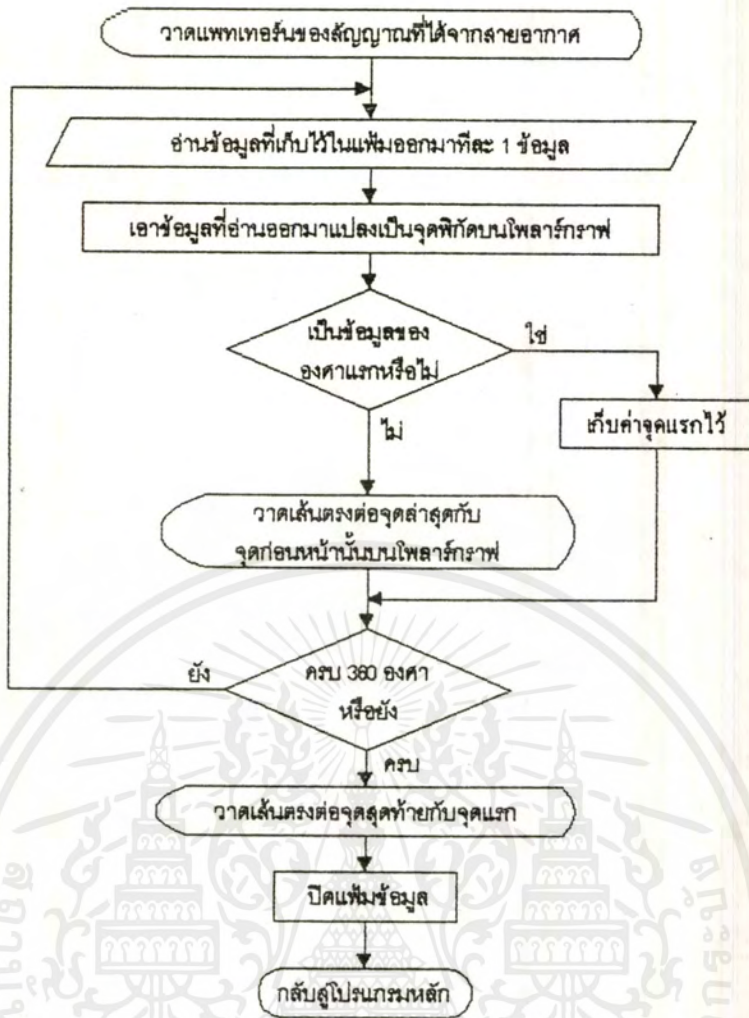 วาดแพทเทอร์นของสัญญาณที่ได้จากสายอากาศ
อ่านข้อมูลที่เก็บไว้ในแฟ้มออกมาทีละ 1 ข้อมูล
เอาข้อมูลที่อ่านออกมาแปลงเป็นจุดพิกัดบนโพลาร์กราฟ
เป็นข้อมูลของ
องศาแรกหรือไม่
ใช่
เก็บค่าจุดแรกไว้
ไม่
วาดเส้นตรงต่อจุดล่าสุดกับ
จุดก่อนหน้านั้นบนโพลาร์กราฟ
ยัง
ครบ 360 องศา
หรือยัง
ครบ
วาดเส้นตรงต่อจุดสุดท้ายกับจุดแรก
ปิดแฟ้มข้อมูล
กลับสู่โปรแกรมหลัก